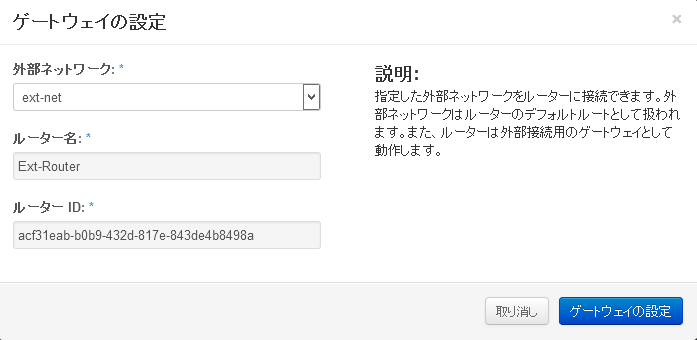 ゲートウェイの設定
×
外部ネットワーク: *
ext-net
ルーター名: *
Ext-Router
ルーター ID: *
acf31eab-b0b9-432d-817e-843de4b8498a
説明:
指定した外部ネットワークをルーターに接続できます。外
部ネットワークはルーターのデフォルトルートとして扱われ
ます。また、ルーターは外部接続用のゲートウェイとして
動作します。
取り消し
ゲートウェイの設定